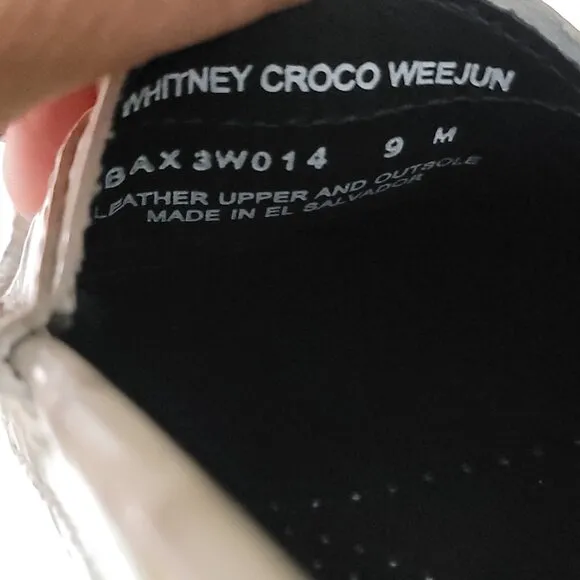 WHITNEY CROCO WEEJUN
BAX3W014 9 M
LEATHER UPPER AND OUTSOLE
MADE IN EL SALVADOR